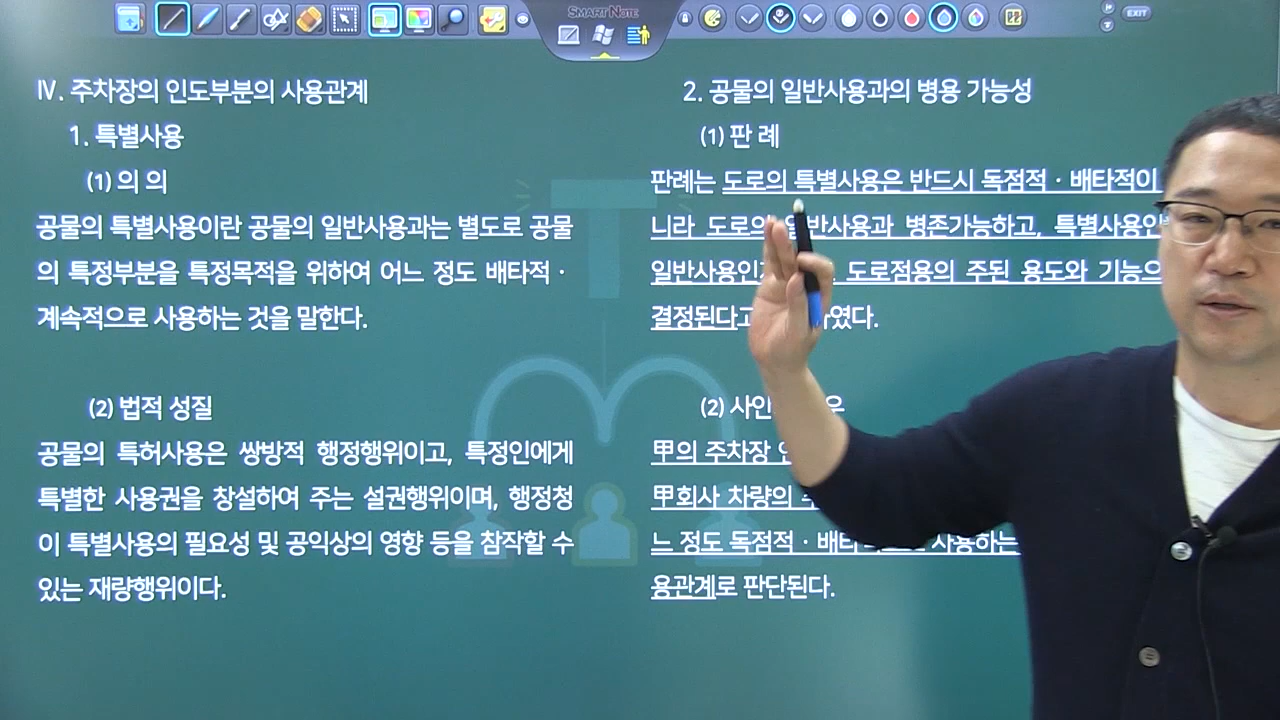 SMART NOTE
EXIT
Ⅳ. 주차장의 인도부분의 사용관계
1. 특별사용
(1) 의 의
공물의 특별사용이란 공물의 일반사용과는 별도로 공물
의 특정부분을 특정목적을 위하여 어느 정도 배타적 ·
계속적으로 사용하는 것을 말한다.
(2) 법적 성질
공물의 특허사용은 쌍방적 행정행위이고, 특정인에게
특별한 사용권을 창설하여 주는 설권행위이며, 행정청
이 특별사용의 필요성 및 공익상의 영향 등을 참작할 수
있는 재량행위이다.
2. 공물의 일반사용과의 병용 가능성
(1) 판 례
판례는 도로의 특별사용은 반드시 독점적 · 배타적이
니라 도로의 일반사용과 병존가능하고, 특별사용인
일반사용인 도로점용의 주된 용도와 기능으
결정된다고 하였다.
(2) 사안
甲의 주차장
甲회사 차량의
느 정도 독점적 · 사용하는
용관계로 판단된다.